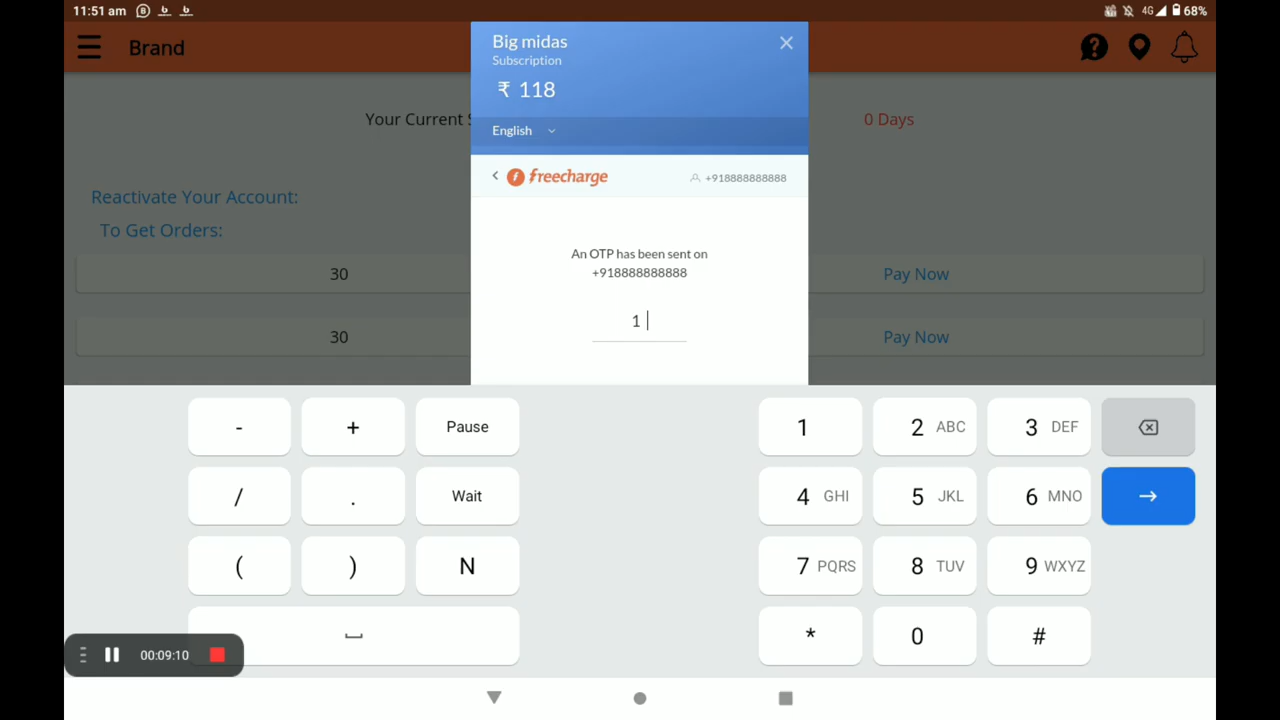 11:51 am
4G 68%
Brand
Big midas
Subscription
₹ 118
English
Your Current S
0 Days
freecharge
+918888888888
Reactivate Your Account:
To Get Orders:
An OTP has been sent on
+918888888888
30
Pay Now
1
30
Pay Now
- + Pause 1 2 ABC 3 DEF
/ . Wait 4 GHI 5 JKL 6 MNO
( ) N 7 PQRS 8 TUV 9 WXYZ
* 0 #
00:09:10